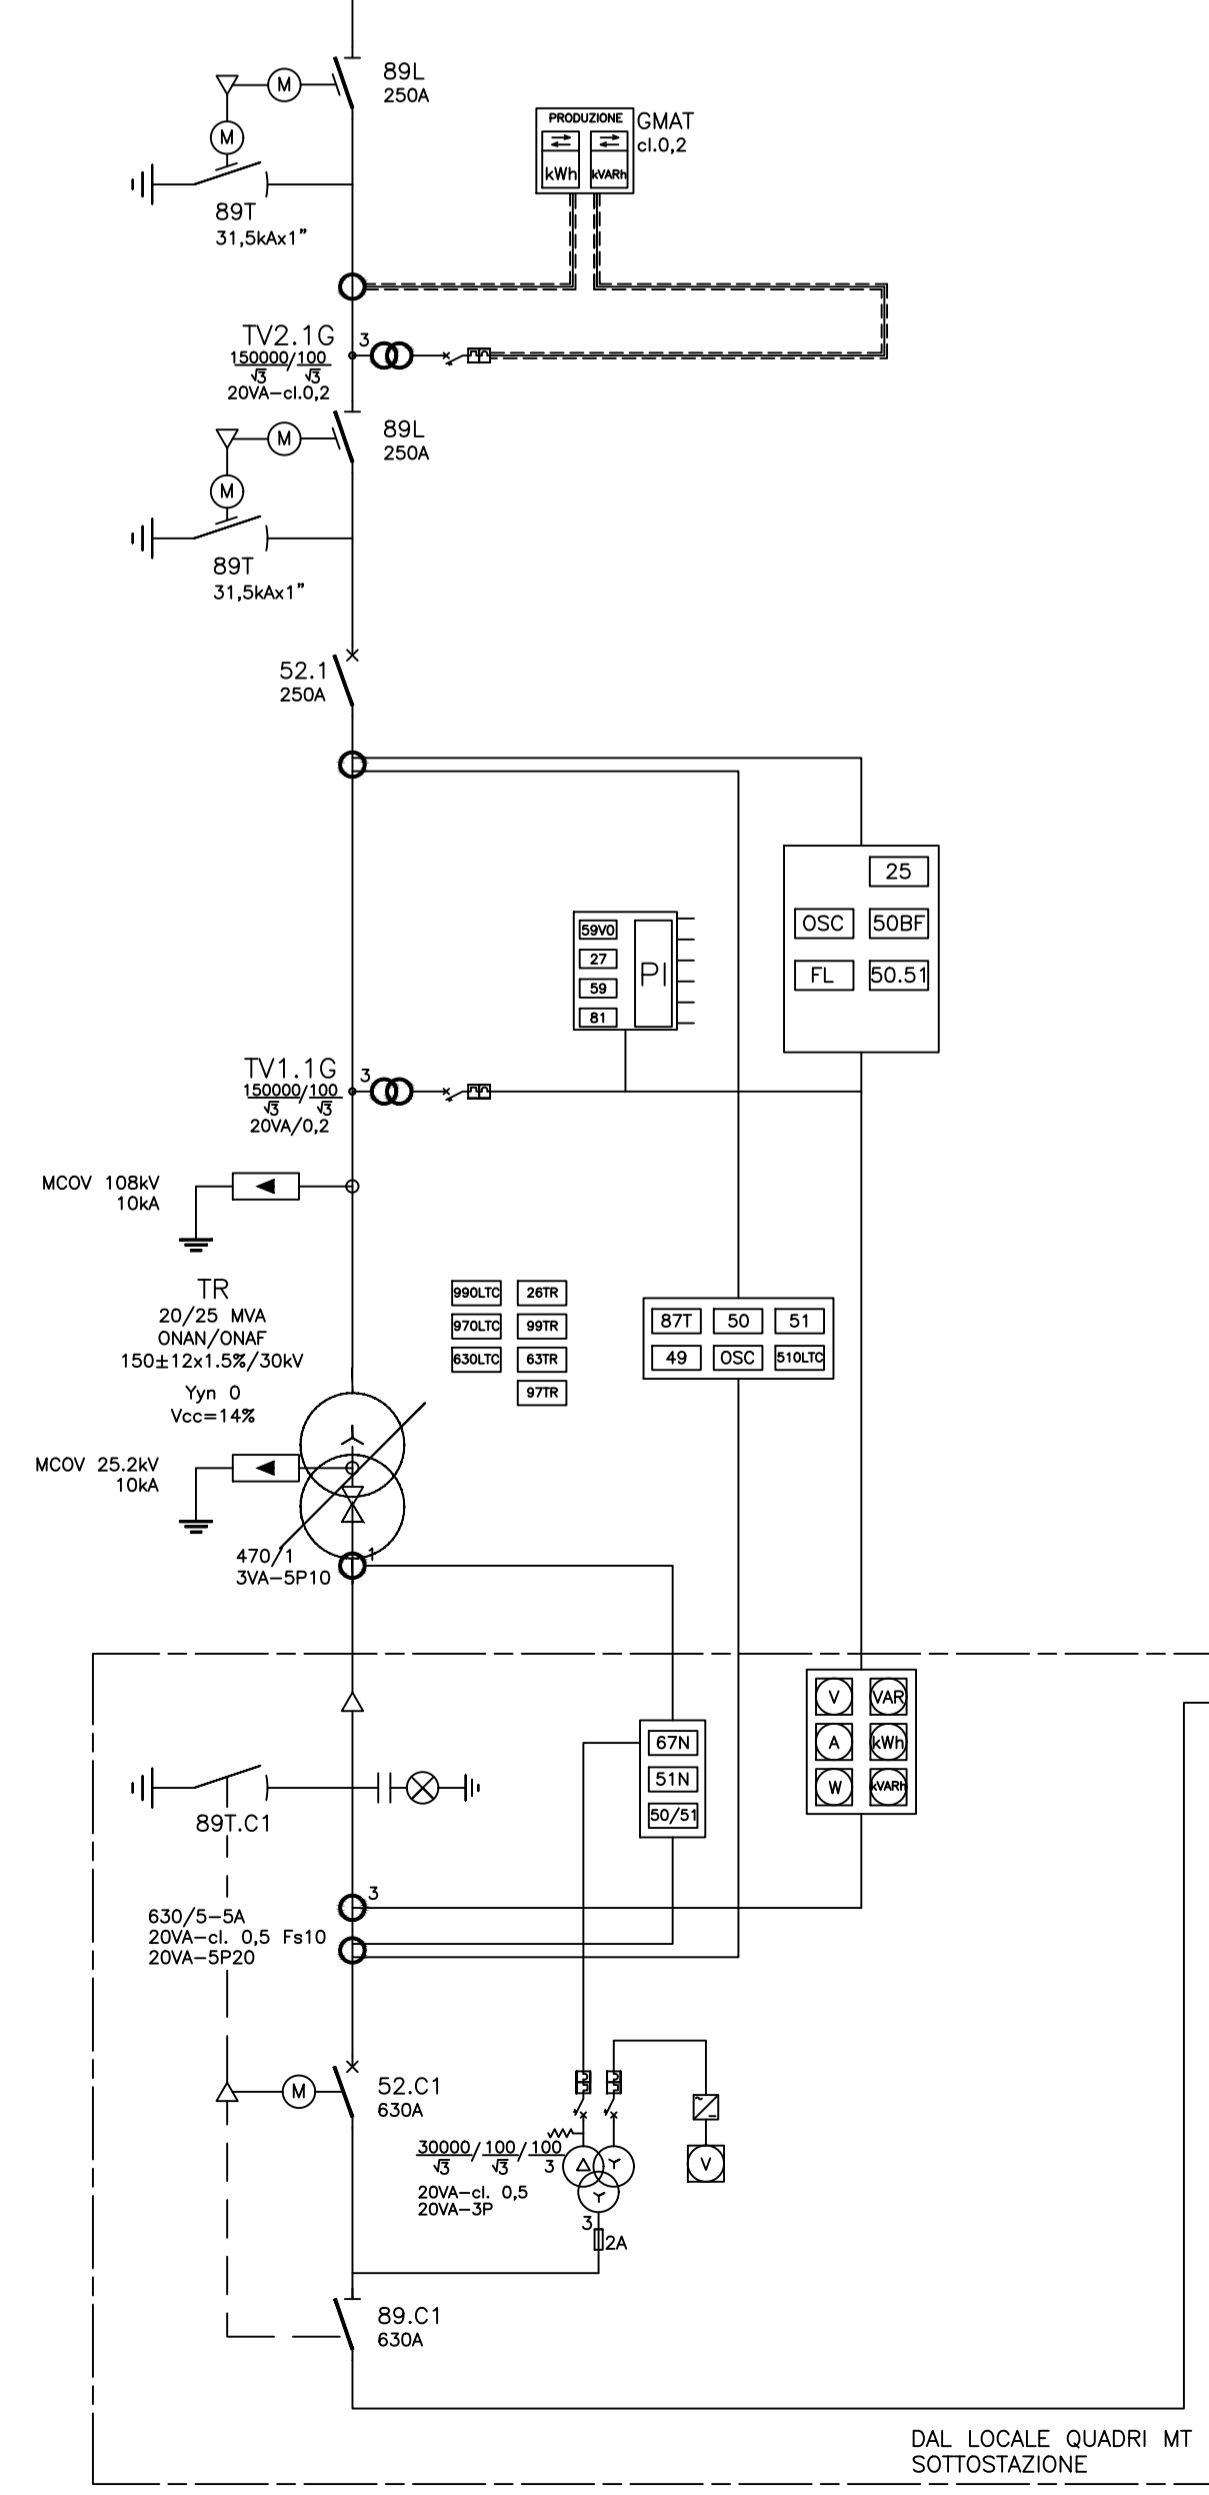 89L
250A
M
M
89T
31,5kAx1"
PRODUZIONE
kWh
kVARh
GMAT
cl.0,2
TV2.1G
150000/100
√3 √3
20VA-cl.0,2
3
89L
250A
M
M
89T
31,5kAx1"
52.1
250A
25
OSC
50BF
FL
50.51
59V0
27
59
81
PI
TV1.1G
150000/100
√3 √3
20VA/0,2
3
MCOV 108kV
10kA
TR
20/25 MVA
ONAN/ONAF
150±12x1.5%/30kV
Yyn 0
Vcc=14%
990LTC
26TR
970LTC
99TR
630LTC
63TR
97TR
87T
50
51
49
OSC
510LTC
MCOV 25.2kV
10kA
470/1
3VA-5P10
1
V
VAR
A
kWh
W
kVARh
67N
51N
50/51
89T.C1
3
630/5-5A
20VA-cl. 0,5 Fs10
20VA-5P20
M
52.C1
630A
30000/100/100
√3 √3 3
20VA-cl. 0,5
20VA-3P
V
3
2A
89.C1
630A
DAL LOCALE QUADRI MT
SOTTOSTAZIONE